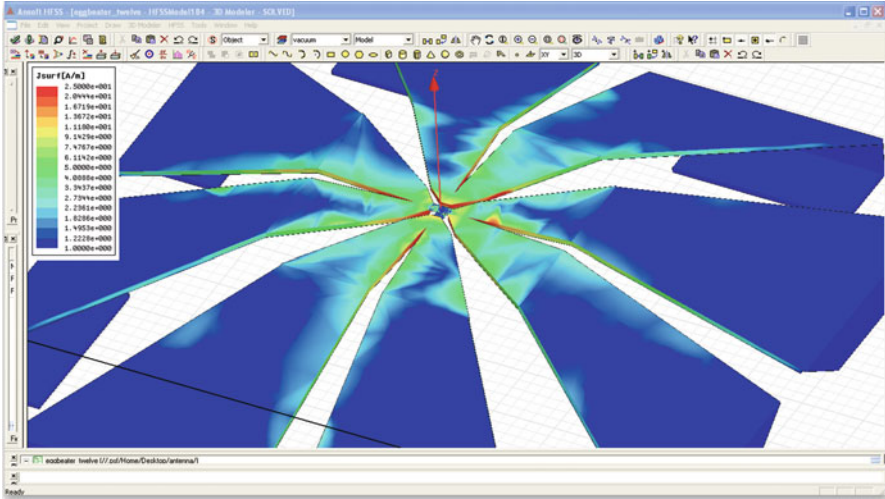 Ansoft HFSS - [eggbeater_twelve - HFSSModel184 - 3D Modeler - SOLVED]
File Edit View Project Draw 3D Modeler HFSS Tools Window Help
Object
vacuum
Model
XY
3D
Jsurf[A/m]
2.5000e+001
2.0444e+001
1.6719e+001
1.3672e+001
1.1180e+001
9.1429e+000
7.4767e+000
6.1142e+000
5.0000e+000
4.0888e+000
3.3437e+000
2.7344e+000
2.2361e+000
1.8286e+000
1.4953e+000
1.2228e+000
1.0000e+000
Z
Pr
Fe
Ready